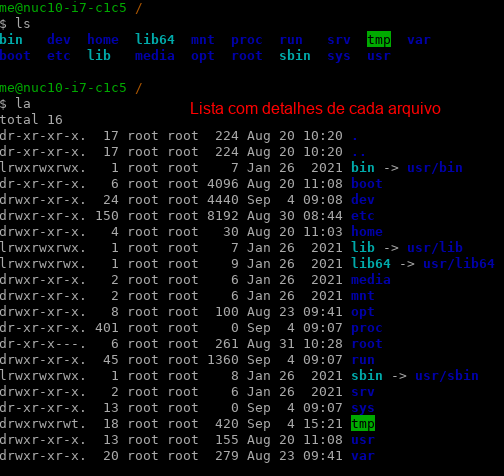 me@nuc10-i7-c1c5 /
$ ls
bin dev home lib64 mnt proc run srv tmp var
boot etc lib media opt root sbin sys usr
me@nuc10-i7-c1c5 /
$ la
Lista com detalhes de cada arquivo
total 16
dr-xr-xr-x. 17 root root 224 Aug 20 10:20 .
dr-xr-xr-x. 17 root root 224 Aug 20 10:20 ..
lrwxrwxrwx. 1 root root 7 Jan 26 2021 bin -> usr/bin
dr-xr-xr-x. 6 root root 4096 Aug 20 11:08 boot
drwxr-xr-x. 24 root root 4440 Sep 4 09:08 dev
drwxr-xr-x. 150 root root 8192 Aug 30 08:44 etc
drwxr-xr-x. 4 root root 30 Aug 20 11:03 home
lrwxrwxrwx. 1 root root 7 Jan 26 2021 lib -> usr/lib
lrwxrwxrwx. 1 root root 9 Jan 26 2021 lib64 -> usr/lib64
drwxr-xr-x. 2 root root 6 Jan 26 2021 media
drwxr-xr-x. 2 root root 6 Jan 26 2021 mnt
drwxr-xr-x. 8 root root 100 Aug 23 09:41 opt
dr-xr-xr-x. 401 root root 0 Sep 4 09:07 proc
dr-xr-x---. 6 root root 261 Aug 31 10:28 root
drwxr-xr-x. 45 root root 1360 Sep 4 09:07 run
lrwxrwxrwx. 1 root root 8 Jan 26 2021 sbin -> usr/sbin
drwxr-xr-x. 2 root root 6 Jan 26 2021 srv
dr-xr-xr-x. 13 root root 0 Sep 4 09:07 sys
drwxrwxrwt. 18 root root 420 Sep 4 15:21 tmp
drwxr-xr-x. 13 root root 155 Aug 20 11:08 usr
drwxr-xr-x. 20 root root 279 Aug 23 09:41 var